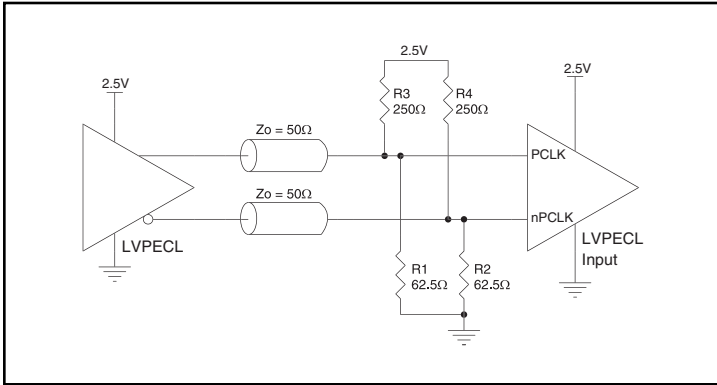 2.5V
2.5V
2.5V
R3
250Ω
R4
250Ω
Zo = 50Ω
PCLK
Zo = 50Ω
nPCLK
LVPECL
LVPECL
Input
R1
62.5Ω
R2
62.5Ω